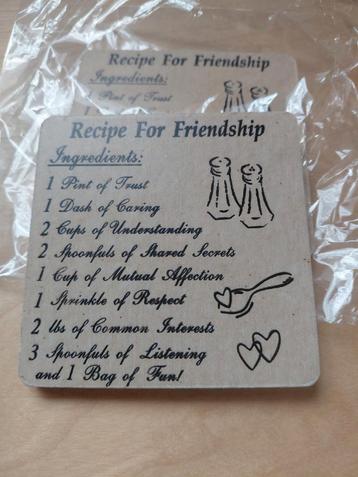 Recipe For Friendship
Ingredients:
1 Pint of Trust
Recipe For Friendship
Ingredients:
1 Pint of Trust
1 Dash of Caring
2 Cups of Understanding
2 Spoonfuls of Shared Secrets
1 Cup of Mutual Affection
1 Sprinkle of Respect
2 lbs of Common Interests
3 Spoonfuls of Listening
and 1 Bag of Fun!